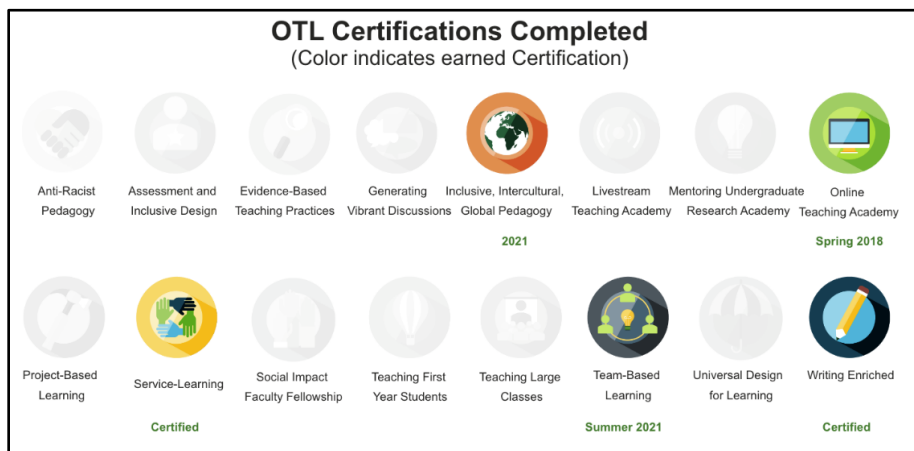 OTL Certifications Completed
(Color indicates earned Certification)
Anti-Racist
Pedagogy
Assessment and
Inclusive Design
Evidence-Based
Teaching Practices
Generating
Vibrant Discussions
Inclusive, Intercultural,
Global Pedagogy
2021
Livestream
Teaching Academy
Mentoring Undergraduate
Research Academy
Online
Teaching Academy
Spring 2018
Project-Based
Learning
Service-Learning
Certified
Social Impact
Faculty Fellowship
Teaching First
Year Students
Teaching Large
Classes
Team-Based
Learning
Summer 2021
Universal Design
for Learning
Writing Enriched
Certified